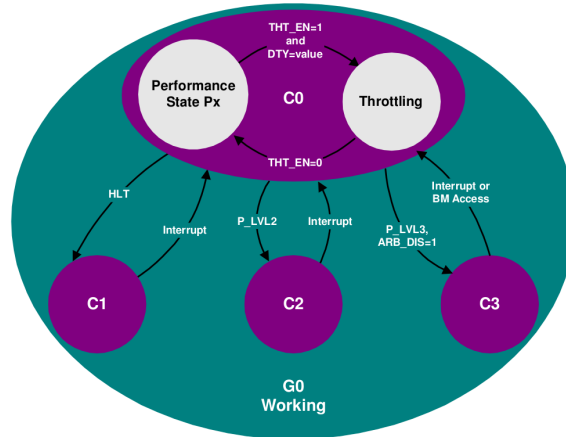 THT_EN=1
and
DTY=value
Performance
State Px
C0
Throttling
THT_EN=0
HLT
Interrupt
P_LVL2
Interrupt
P_LVL3,
ARB_DIS=1
Interrupt or
BM Access
C1
C2
C3
G0
Working